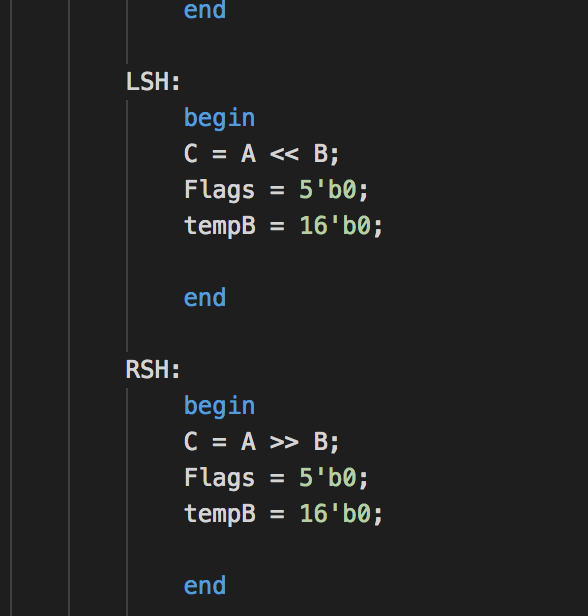 end
LSH:
begin
C = A << B;
Flags = 5'b0;
tempB = 16'b0;
end
RSH:
begin
C = A >> B;
Flags = 5'b0;
tempB = 16'b0;
end